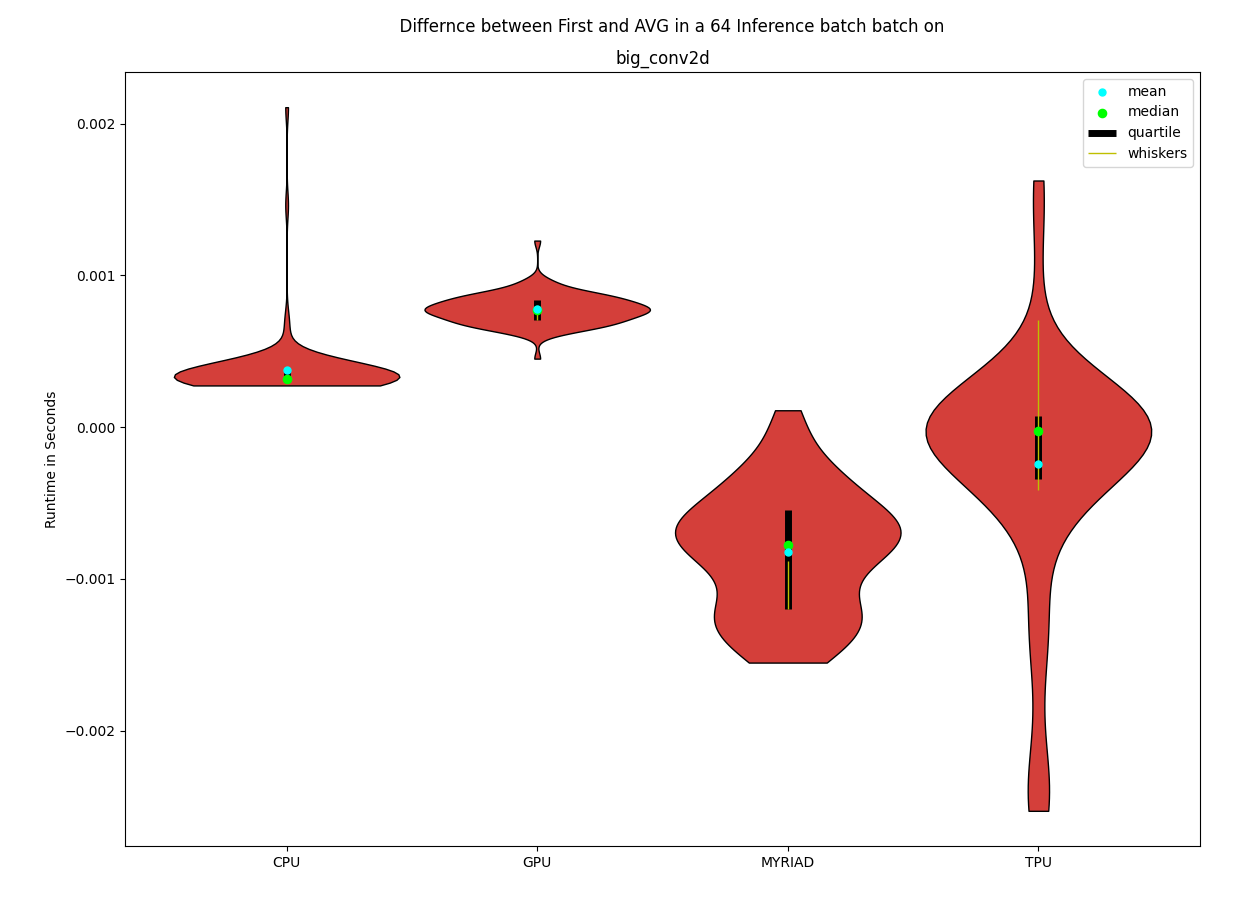 Differnce between First and AVG in a 64 Inference batch batch on
big_conv2d
mean
median
quartile
whiskers
0.002
0.001
0.000
−0.001
−0.002
Runtime in Seconds
CPU
GPU
MYRIAD
TPU